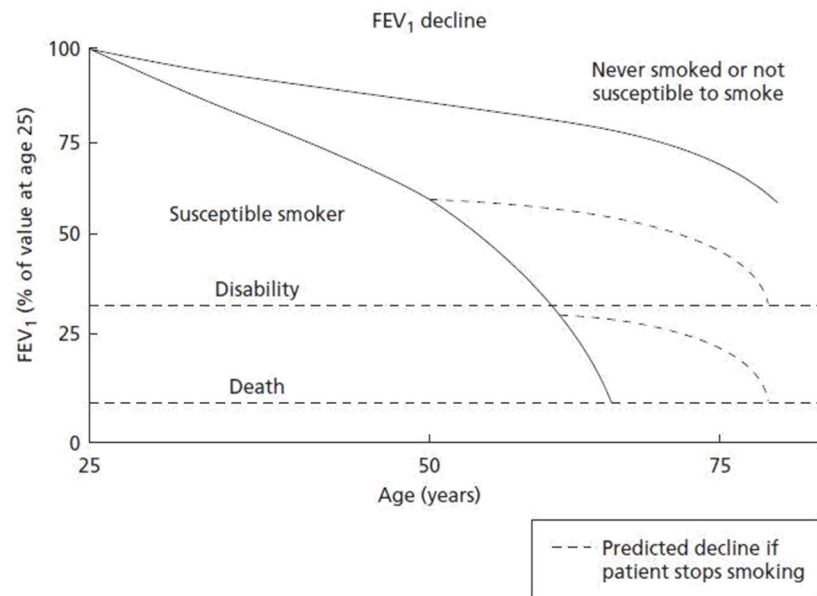 FEV₁ decline
100
75
50
25
0
FEV₁ (% of value at age 25)
Never smoked or not
susceptible to smoke
Susceptible smoker
Disability
Death
25
50
75
Age (years)
Predicted decline if
patient stops smoking